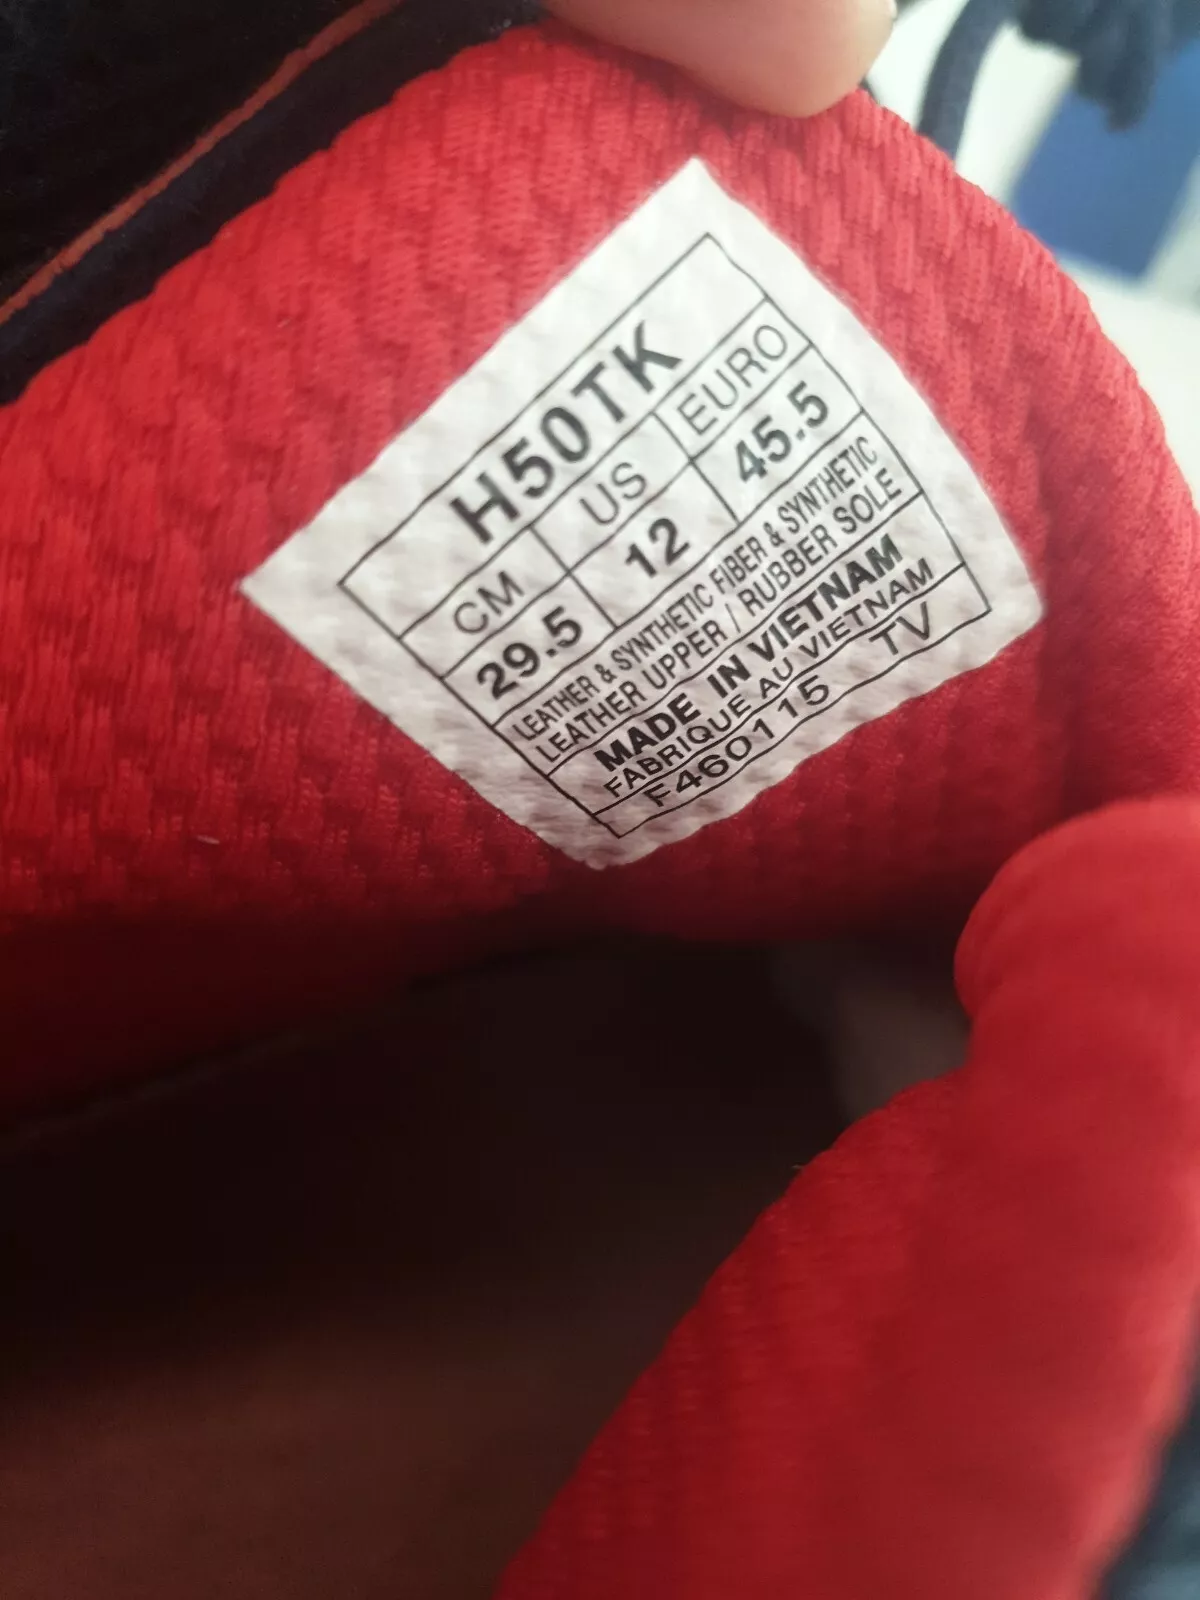 H50TK
CM US EURO
29.5 12 45.5
LEATHER & SYNTHETIC FIBER & SYNTHETIC
LEATHER UPPER / RUBBER SOLE
MADE IN VIETNAM
FABRIQUE AU VIETNAM
F460115 TV